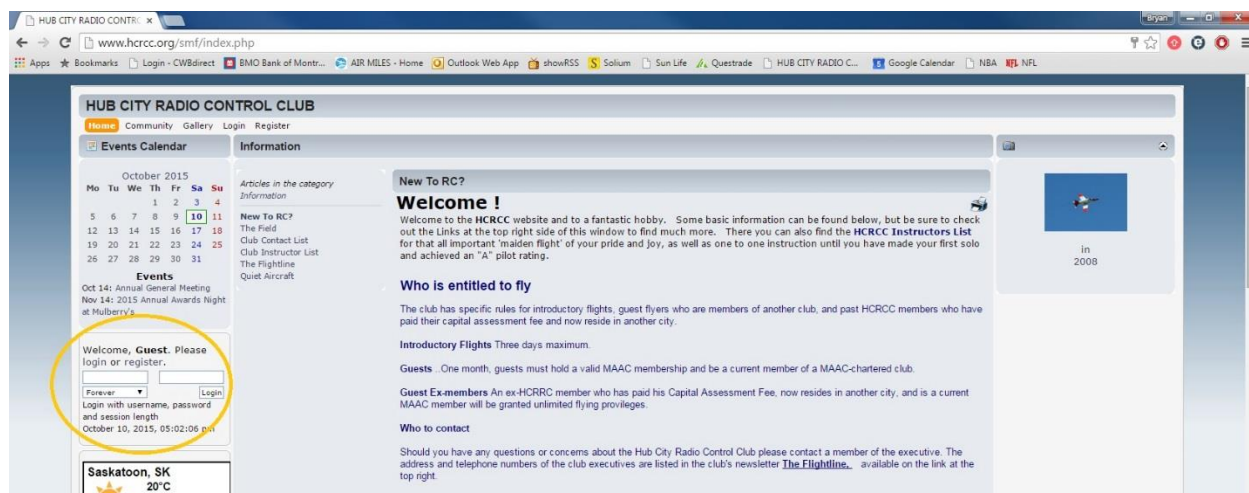 HUB CITY RADIO CONTRO
Bryan
www.hcrcc.org/smf/index.php
Apps Bookmarks Login - CWBdirect BMO Bank of Montr... AIR MILES - Home Outlook Web App showRSS Solium Sun Life Questrade HUB CITY RADIO C... Google Calendar NBA NFL NFL
HUB CITY RADIO CONTROL CLUB
Home Community Gallery Login Register
Events Calendar
October 2015
Mo Tu We Th Fr Sa Su
1 2 3 4
5 6 7 8 9 10 11
12 13 14 15 16 17 18
19 20 21 22 23 24 25
26 27 28 29 30 31
Events
Oct 14: Annual General Meeting
Nov 14: 2015 Annual Awards Night
at Mulberry's
Welcome, Guest. Please
login or register.
Forever Login
Login with username, password
and session length
October 10, 2015, 05:02:06 pm
Saskatoon, SK
20°C
Information
Articles in the category
Information
New To RC?
The Field
Club Contact List
Club Instructor List
The Flightline
Quiet Aircraft
New To RC?
Welcome !
Welcome to the HCRCC website and to a fantastic hobby. Some basic information can be found below, but be sure to check
out the Links at the top right side of this window to find much more. There you can also find the HCRCC Instructors List
for that all important 'maiden flight' of your pride and joy, as well as one to one instruction until you have made your first solo
and achieved an "A" pilot rating.
Who is entitled to fly
The club has specific rules for introductory flights, guest flyers who are members of another club, and past HCRCC members who have
paid their capital assessment fee and now reside in another city.
Introductory Flights Three days maximum.
Guests ..One month, guests must hold a valid MAAC membership and be a current member of a MAAC-chartered club.
Guest Ex-members An ex-HCRRC member who has paid his Capital Assessment Fee, now resides in another city, and is a current
MAAC member will be granted unlimited flying provileges.
Who to contact
Should you have any questions or concerns about the Hub City Radio Control Club please contact a member of the executive. The
address and telephone numbers of the club executives are listed in the club's newsletter The Flightline, available on the link at the
top right.
in
2008